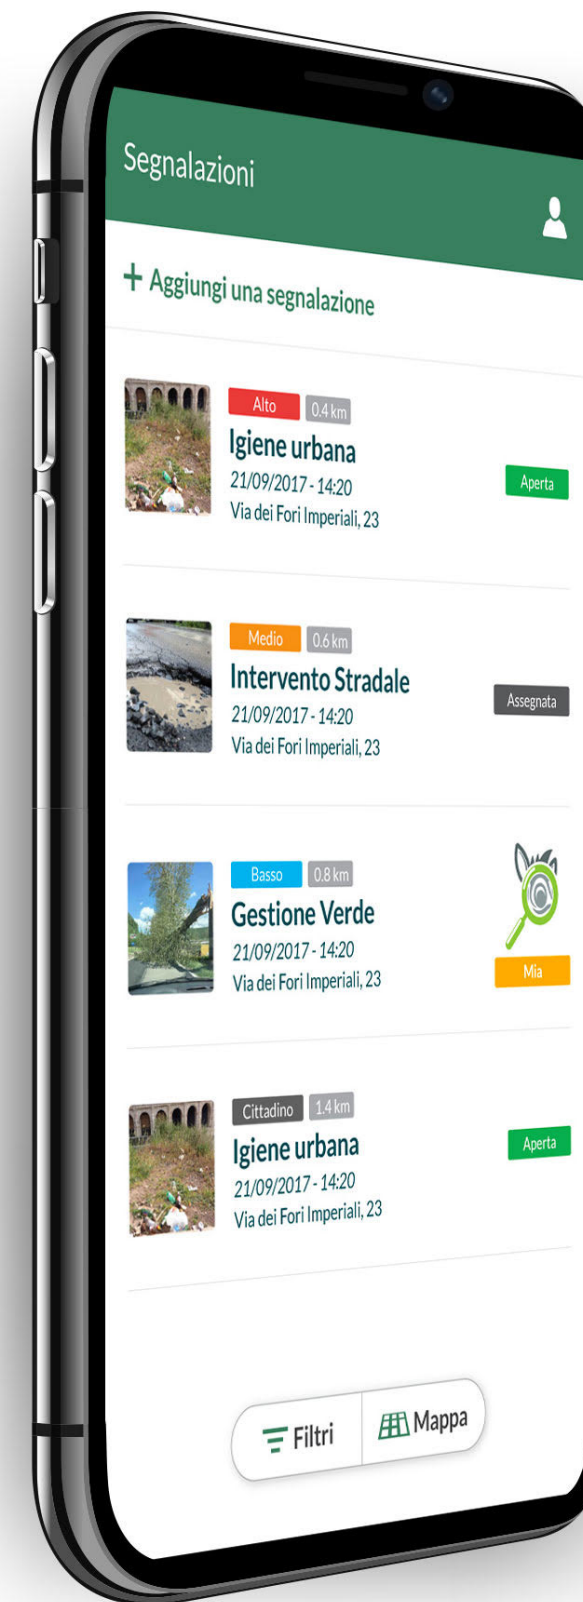 Segnalazioni
+ Aggiungi una segnalazione
Alto 0.4 km
Igiene urbana
21/09/2017 - 14:20
Via dei Fori Imperiali, 23
Aperta
Medio 0.6 km
Intervento Stradale
21/09/2017 - 14:20
Via dei Fori Imperiali, 23
Assegnata
Basso 0.8 km
Gestione Verde
21/09/2017 - 14:20
Via dei Fori Imperiali, 23
Mia
Cittadino 1.4 km
Igiene urbana
21/09/2017 - 14:20
Via dei Fori Imperiali, 23
Aperta
Filtri Mappa